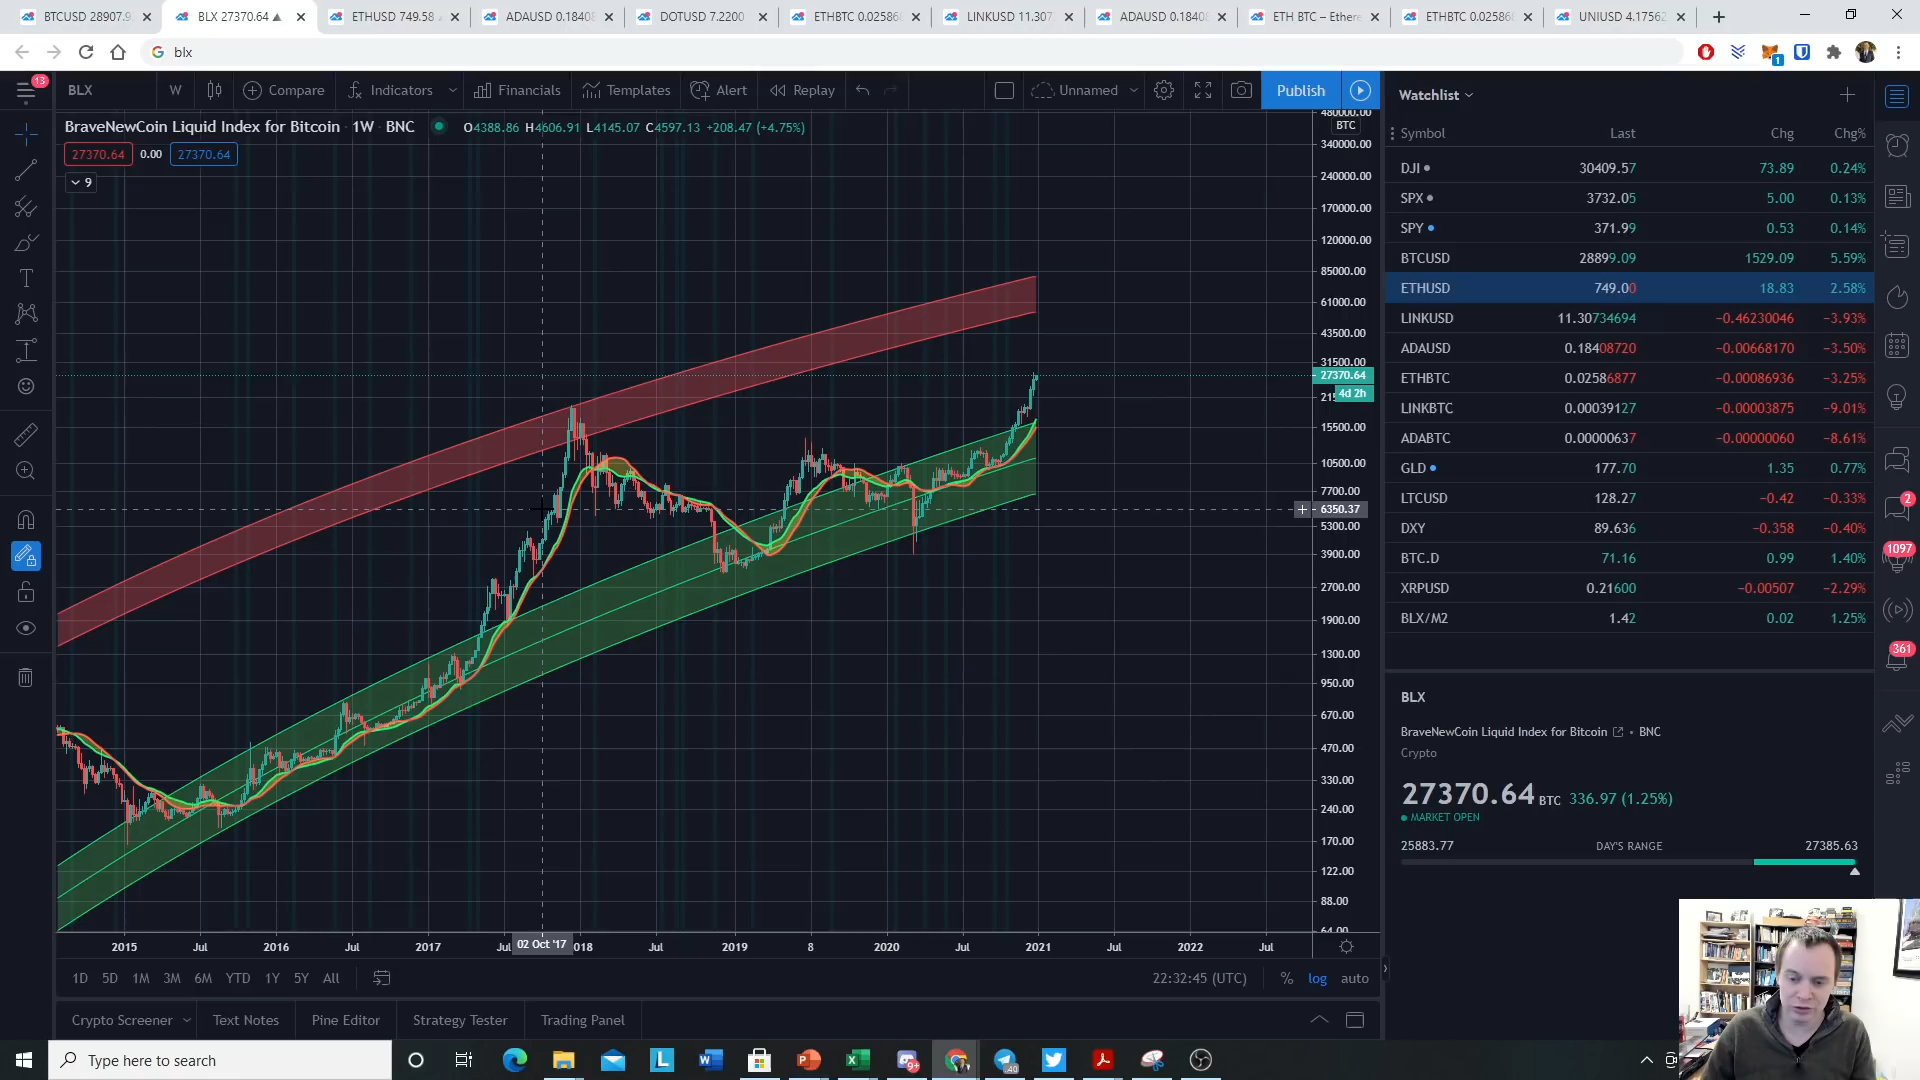 BTCUSD 28907.9
BLX 27370.64
ETHUSD 749.58
ADAUSD 0.18408
DOTUSD 7.2200
ETHBTC 0.02586
LINKUSD 11.307
ADAUSD 0.18408
ETH BTC – Ethere
ETHBTC 0.02586
UNIUSD 4.17562
blx
1
13
BLX
W
Compare
Indicators
Financials
Templates
Alert
Replay
Unnamed
Publish
BraveNewCoin Liquid Index for Bitcoin · 1W · BNC
O4388.86 H4606.91 L4145.07 C4597.13 +208.47 (+4.75%)
27370.64 0.00 27370.64
9
480000.00
BTC
340000.00
240000.00
170000.00
120000.00
85000.00
61000.00
43500.00
31500.00
27370.64
4d 2h
15500.00
10500.00
7700.00
6350.37
5300.00
3900.00
2700.00
1900.00
1300.00
950.00
670.00
470.00
330.00
240.00
170.00
122.00
88.00
64.00
2015 Jul 2016 Jul 2017 Jul 02 Oct '17 018 Jul 2019 8 2020 Jul 2021 Jul 2022 Jul
1D 5D 1M 3M 6M YTD 1Y 5Y All
22:32:45 (UTC) % log auto
Crypto Screener Text Notes Pine Editor Strategy Tester Trading Panel
Watchlist
Symbol Last Chg Chg%
DJI 30409.57 73.89 0.24%
SPX 3732.05 5.00 0.13%
SPY 371.99 0.53 0.14%
BTCUSD 28899.09 1529.09 5.59%
ETHUSD 749.00 18.83 2.58%
LINKUSD 11.30734694 −0.46230046 −3.93%
ADAUSD 0.18408720 −0.00668170 −3.50%
ETHBTC 0.02586877 −0.00086936 −3.25%
LINKBTC 0.00039127 −0.00003875 −9.01%
ADABTC 0.00000637 −0.00000060 −8.61%
GLD 177.70 1.35 0.77%
LTCUSD 128.27 −0.42 −0.33%
DXY 89.636 −0.358 −0.40%
BTC.D 71.16 0.99 1.40%
XRPUSD 0.21600 −0.00507 −2.29%
BLX/M2 1.42 0.02 1.25%
BLX
BraveNewCoin Liquid Index for Bitcoin • BNC
Crypto
27370.64 BTC 336.97 (1.25%)
MARKET OPEN
25883.77 DAY'S RANGE 27385.63
2
1097
361
Type here to search
9+
40